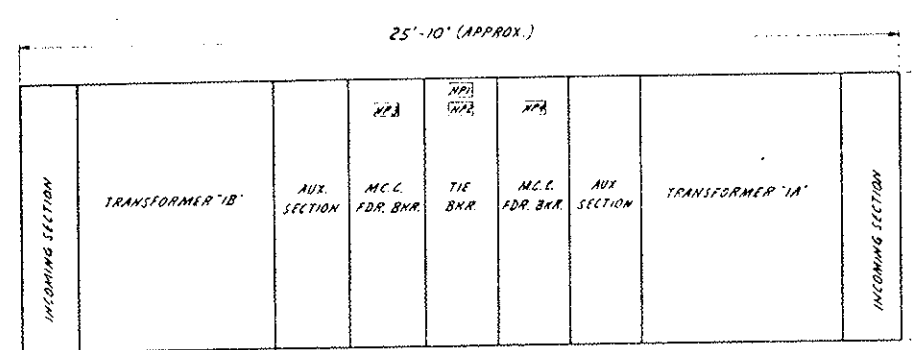 25'-10" (APPROX.)
NP1
NP3
NP2
NP4
INCOMING SECTION
TRANSFORMER "1B"
AUX.
SECTION
M.C.C.
FDR. BKR.
TIE
BKR.
M.C.C.
FDR. BKR.
AUX
SECTION
TRANSFORMER "1A"
INCOMING SECTION